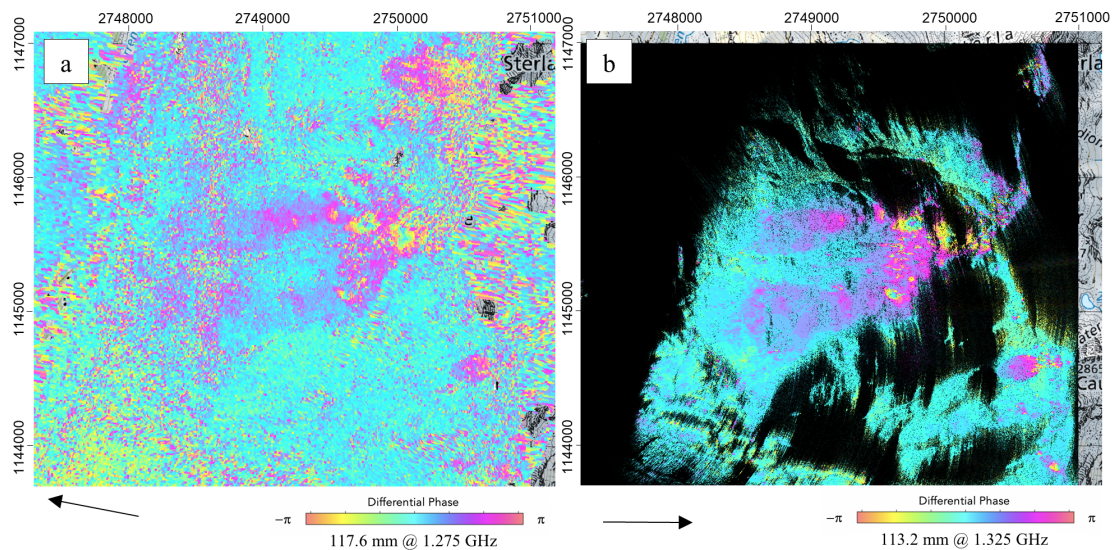 2748000 2749000 2750000 2751000
2748000 2749000 2750000 2751000
1147000
1146000
1145000
1144000
a
Sterla
1147000
1146000
1145000
1144000
b
Differential Phase
−π π
117.6 mm @ 1.275 GHz
Differential Phase
−π π
113.2 mm @ 1.325 GHz